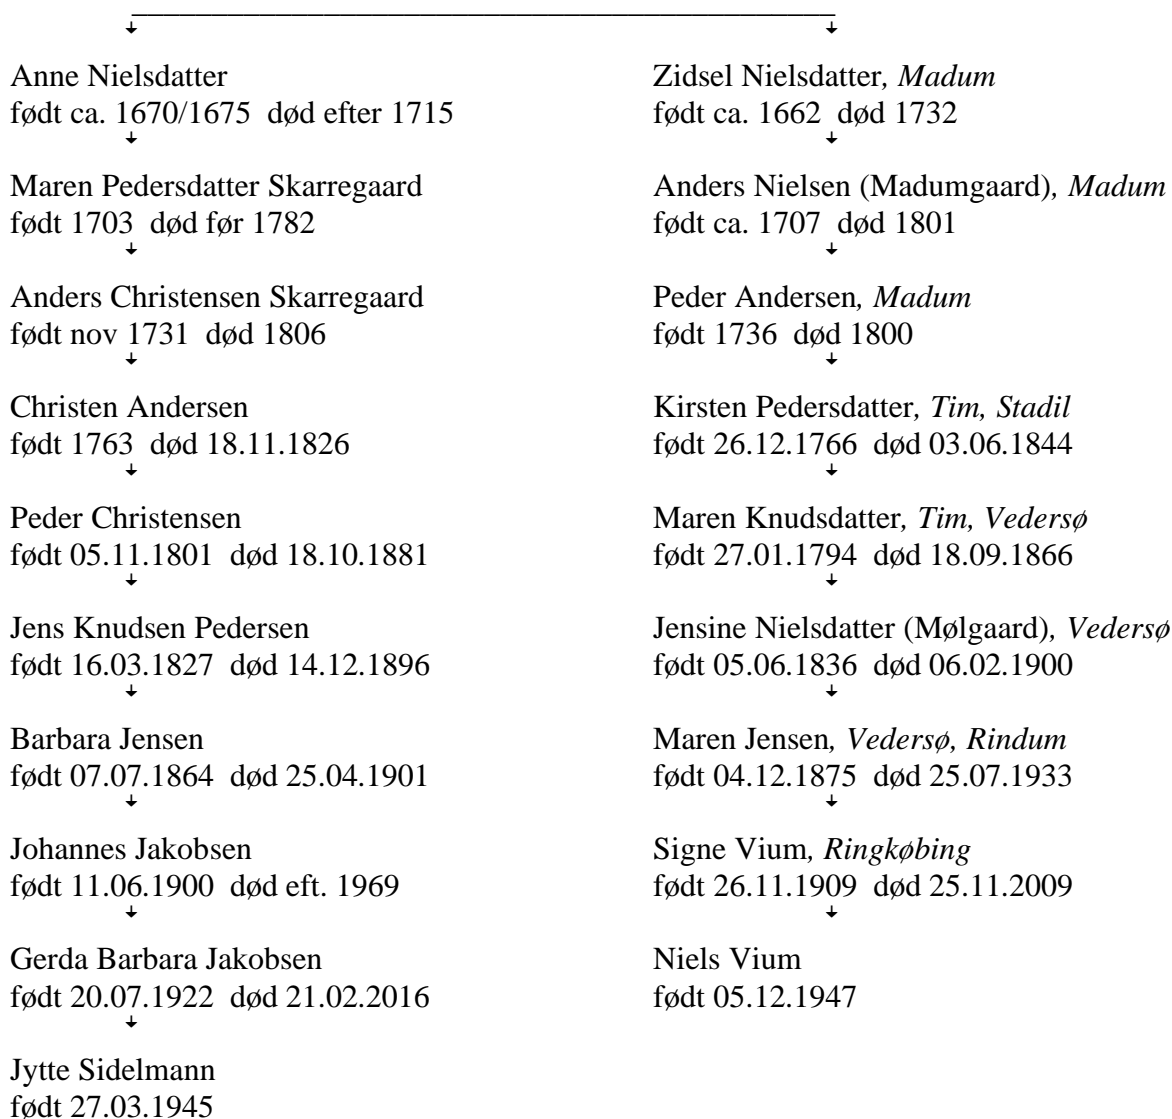 Anne Nielsdatter
født ca. 1670/1675 død efter 1715
Maren Pedersdatter Skarregaard
født 1703 død før 1782
Anders Christensen Skarregaard
født nov 1731 død 1806
Christen Andersen
født 1763 død 18.11.1826
Peder Christensen
født 05.11.1801 død 18.10.1881
Jens Knudsen Pedersen
født 16.03.1827 død 14.12.1896
Barbara Jensen
født 07.07.1864 død 25.04.1901
Johannes Jakobsen
født 11.06.1900 død eft. 1969
Gerda Barbara Jakobsen
født 20.07.1922 død 21.02.2016
Jytte Sidelmann
født 27.03.1945
Zidsel Nielsdatter, Madum
født ca. 1662 død 1732
Anders Nielsen (Madumgaard), Madum
født ca. 1707 død 1801
Peder Andersen, Madum
født 1736 død 1800
Kirsten Pedersdatter, Tim, Stadil
født 26.12.1766 død 03.06.1844
Maren Knudsdatter, Tim, Vedersø
født 27.01.1794 død 18.09.1866
Jensine Nielsdatter (Mølgaard), Vedersø
født 05.06.1836 død 06.02.1900
Maren Jensen, Vedersø, Rindum
født 04.12.1875 død 25.07.1933
Signe Vium, Ringkøbing
født 26.11.1909 død 25.11.2009
Niels Vium
født 05.12.1947